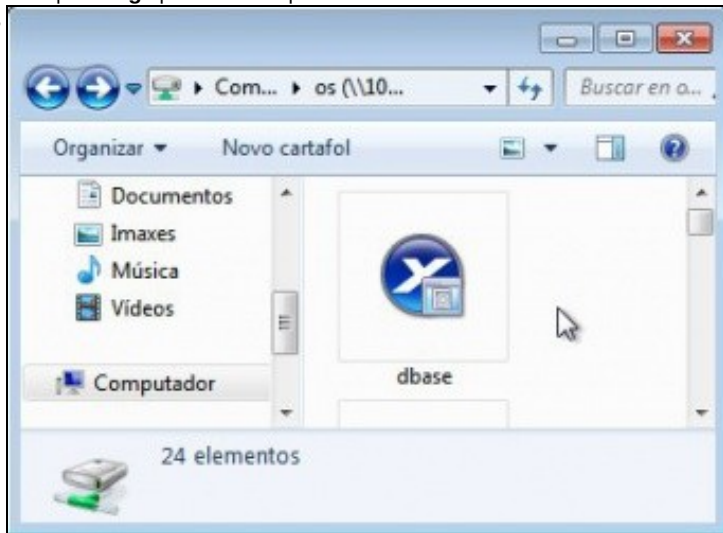 Com... os (\\10... Buscar en o...
Organizar Novo cartafol
Documentos
Imaxes
Música
Vídeos
Computador
dbase
24 elementos